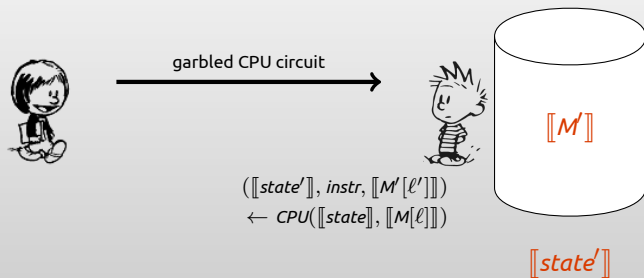 garbled CPU circuit
⟦M′⟧
(⟦state′⟧, instr, ⟦M′[ℓ′]⟧)
← CPU(⟦state⟧, ⟦M[ℓ]⟧)
⟦state′⟧